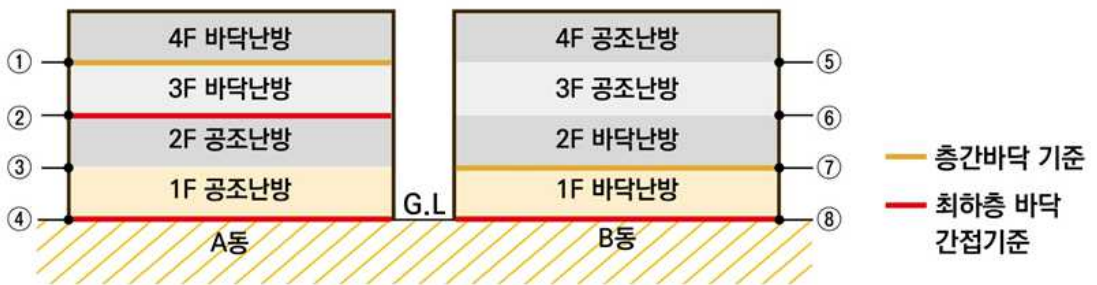 4F 바닥난방
4F 공조난방
①
⑤
3F 바닥난방
3F 공조난방
②
⑥
2F 공조난방
2F 바닥난방
층간바닥 기준
③
⑦
1F 공조난방
1F 바닥난방
최하층 바닥
간접기준
④
G.L
⑧
A동
B동